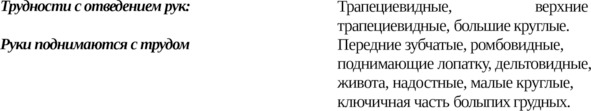 Трудности с отведением рук: Трапециевидные, верхние
трапециевидные, большие круглые.
Руки поднимаются с трудом Передние зубчатые, ромбовидные,
поднимающие лопатку, дельтовидные,
живота, надостные, малые круглые,
ключичная часть болыпих грудных.